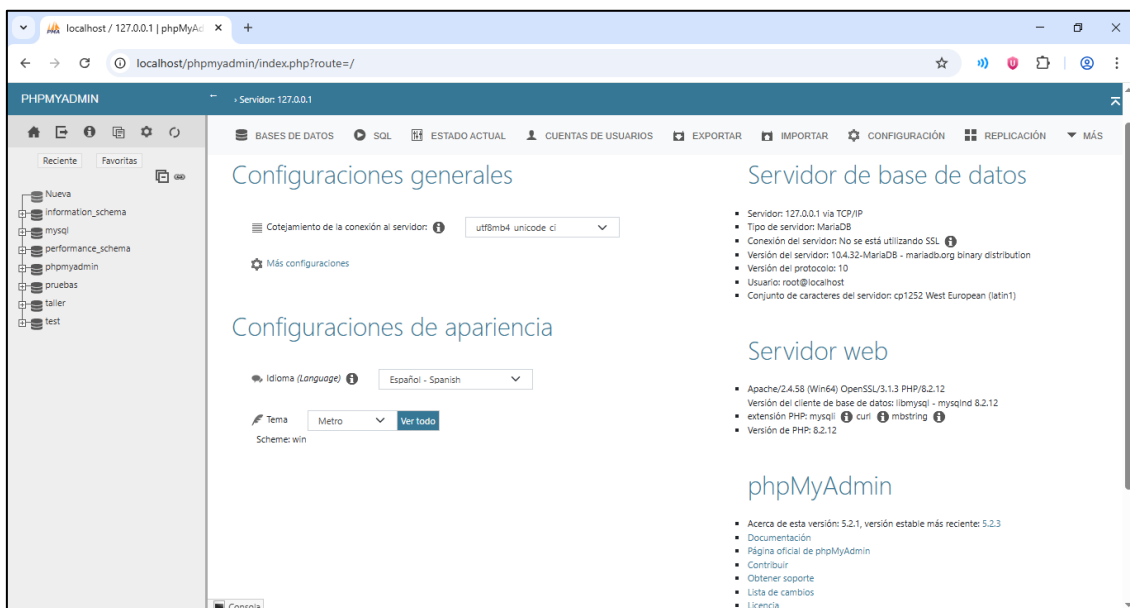 localhost / 127.0.0.1 | phpMyAd
localhost/phpmyadmin/index.php?route=/
PHPMYADMIN
Servidor: 127.0.0.1
BASES DE DATOS SQL ESTADO ACTUAL CUENTAS DE USUARIOS EXPORTAR IMPORTAR CONFIGURACIÓN REPLICACIÓN MÁS
Reciente Favoritas
Nueva
information_schema
mysql
performance_schema
phpmyadmin
pruebas
taller
test
Configuraciones generales
Cotejamiento de la conexión al servidor: utf8mb4_unicode_ci
Más configuraciones
Configuraciones de apariencia
Idioma (Language) Español - Spanish
Tema Metro Ver todo
Scheme: win
Servidor de base de datos
Servidor: 127.0.0.1 via TCP/IP
Tipo de servidor: MariaDB
Conexión del servidor: No se está utilizando SSL
Versión del servidor: 10.4.32-MariaDB - mariadb.org binary distribution
Versión del protocolo: 10
Usuario: root@localhost
Conjunto de caracteres del servidor: cp1252 West European (latin1)
Servidor web
Apache/2.4.58 (Win64) OpenSSL/3.1.3 PHP/8.2.12
Versión del cliente de base de datos: libmysql - mysqlnd 8.2.12
extensión PHP: mysqli curl mbstring
Versión de PHP: 8.2.12
phpMyAdmin
Acerca de esta versión: 5.2.1, versión estable más reciente: 5.2.3
Documentación
Página oficial de phpMyAdmin
Contribuir
Obtener soporte
Lista de cambios
Licencia
Consola